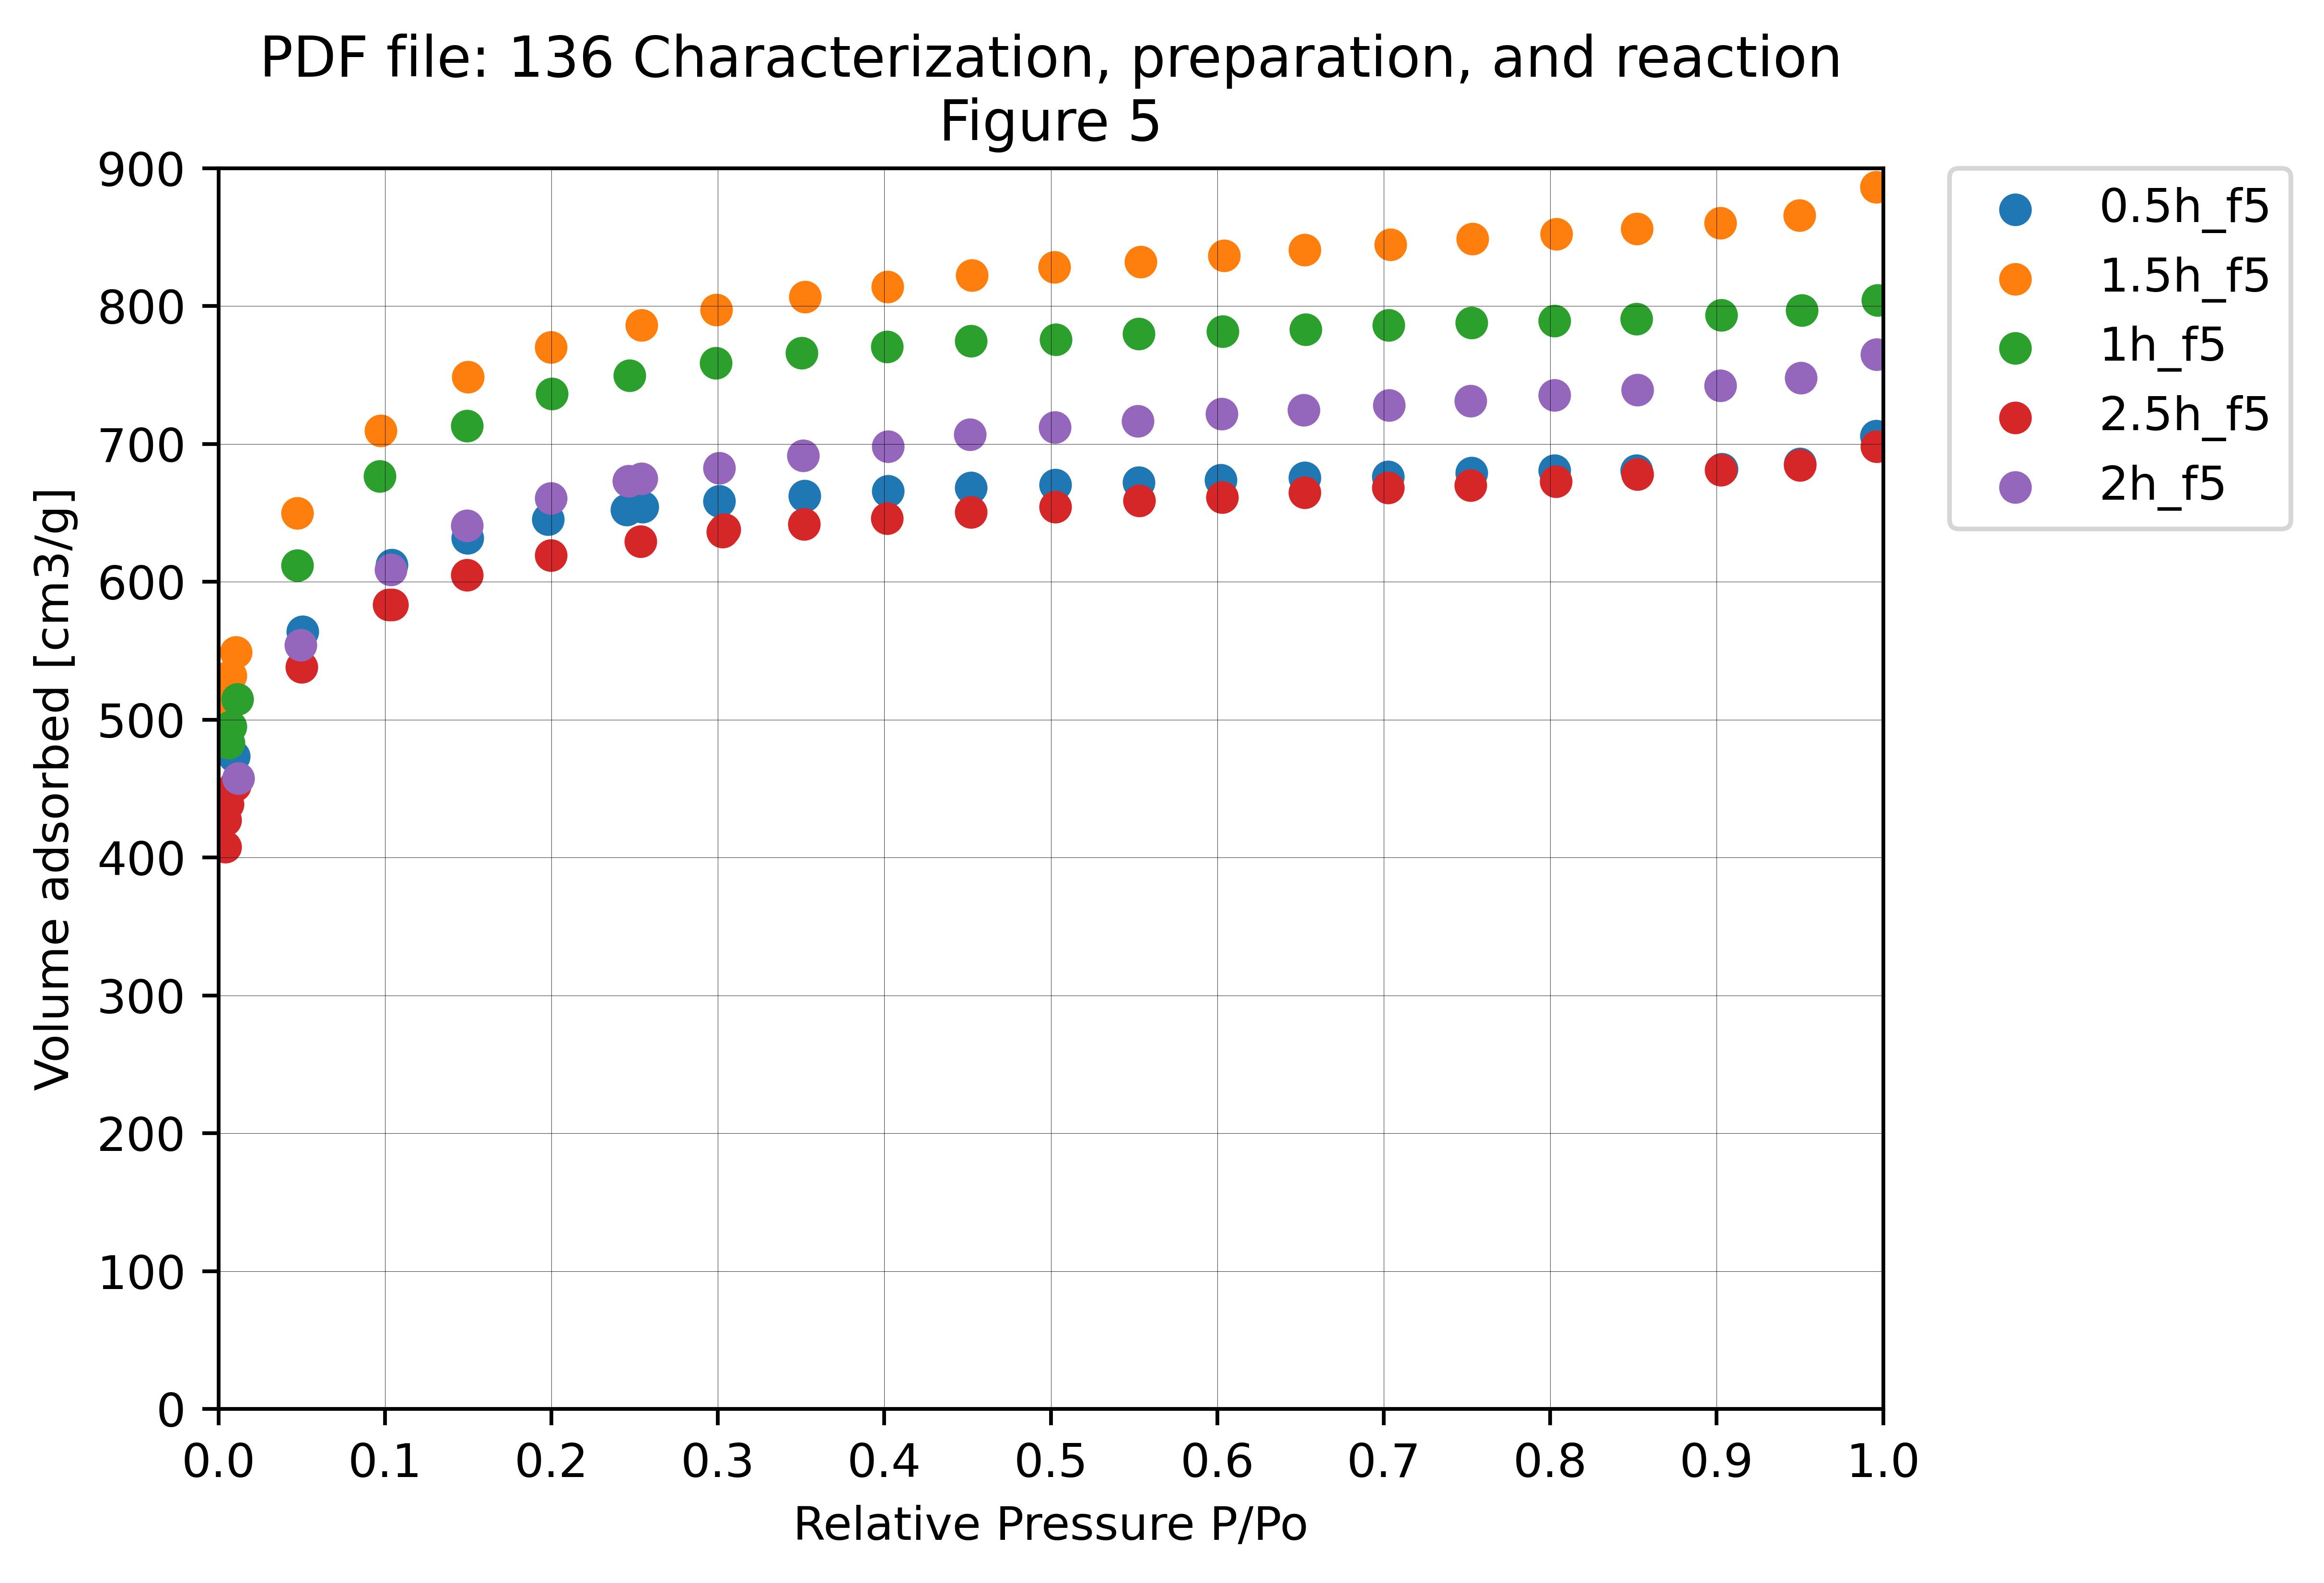 PDF file: 136 Characterization, preparation, and reaction
Figure 5
Volume adsorbed [cm3/g]
900
800
700
600
500
400
300
200
100
0
0.0 0.1 0.2 0.3 0.4 0.5 0.6 0.7 0.8 0.9 1.0
Relative Pressure P/Po
0.5h_f5
1.5h_f5
1h_f5
2.5h_f5
2h_f5